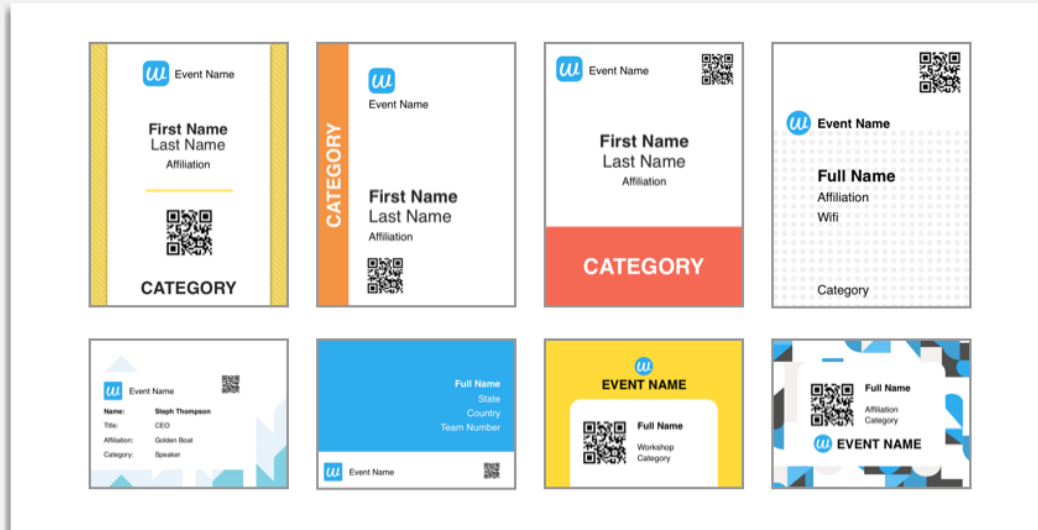 w Event Name
First Name
Last Name
Affiliation
CATEGORY
CATEGORY
w
Event Name
First Name
Last Name
Affiliation
w Event Name
First Name
Last Name
Affiliation
CATEGORY
w Event Name
Full Name
Affiliation
Wifi
Category
w Event Name
Name: Steph Thompson
Title: CEO
Affiliation: Golden Boat
Category: Speaker
Full Name
State
Country
Team Number
w Event Name
w
EVENT NAME
Full Name
Workshop
Category
Full Name
Affiliation
Category
w EVENT NAME